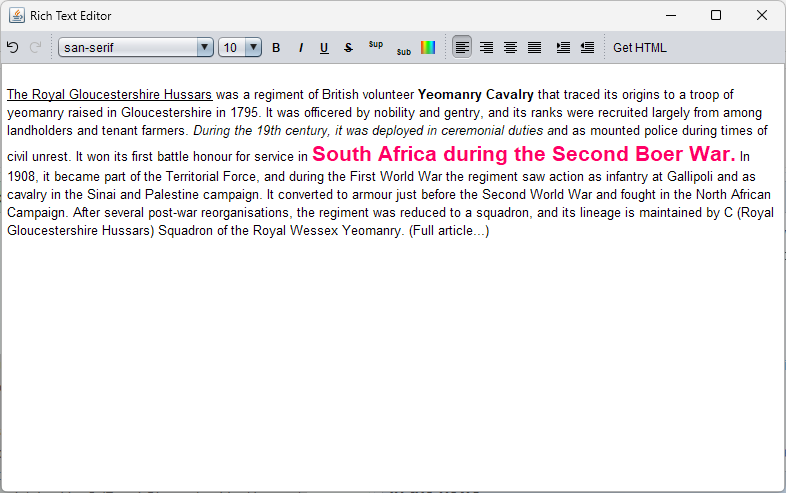 Rich Text Editor
san-serif 10 B I U S Sup Sub Get HTML
The Royal Gloucestershire Hussars was a regiment of British volunteer Yeomanry Cavalry that traced its origins to a troop of
yeomanry raised in Gloucestershire in 1795. It was officered by nobility and gentry, and its ranks were recruited largely from among
landholders and tenant farmers. During the 19th century, it was deployed in ceremonial duties and as mounted police during times of
civil unrest. It won its first battle honour for service in South Africa during the Second Boer War. In
1908, it became part of the Territorial Force, and during the First World War the regiment saw action as infantry at Gallipoli and as
cavalry in the Sinai and Palestine campaign. It converted to armour just before the Second World War and fought in the North African
Campaign. After several post-war reorganisations, the regiment was reduced to a squadron, and its lineage is maintained by C (Royal
Gloucestershire Hussars) Squadron of the Royal Wessex Yeomanry. (Full article...)